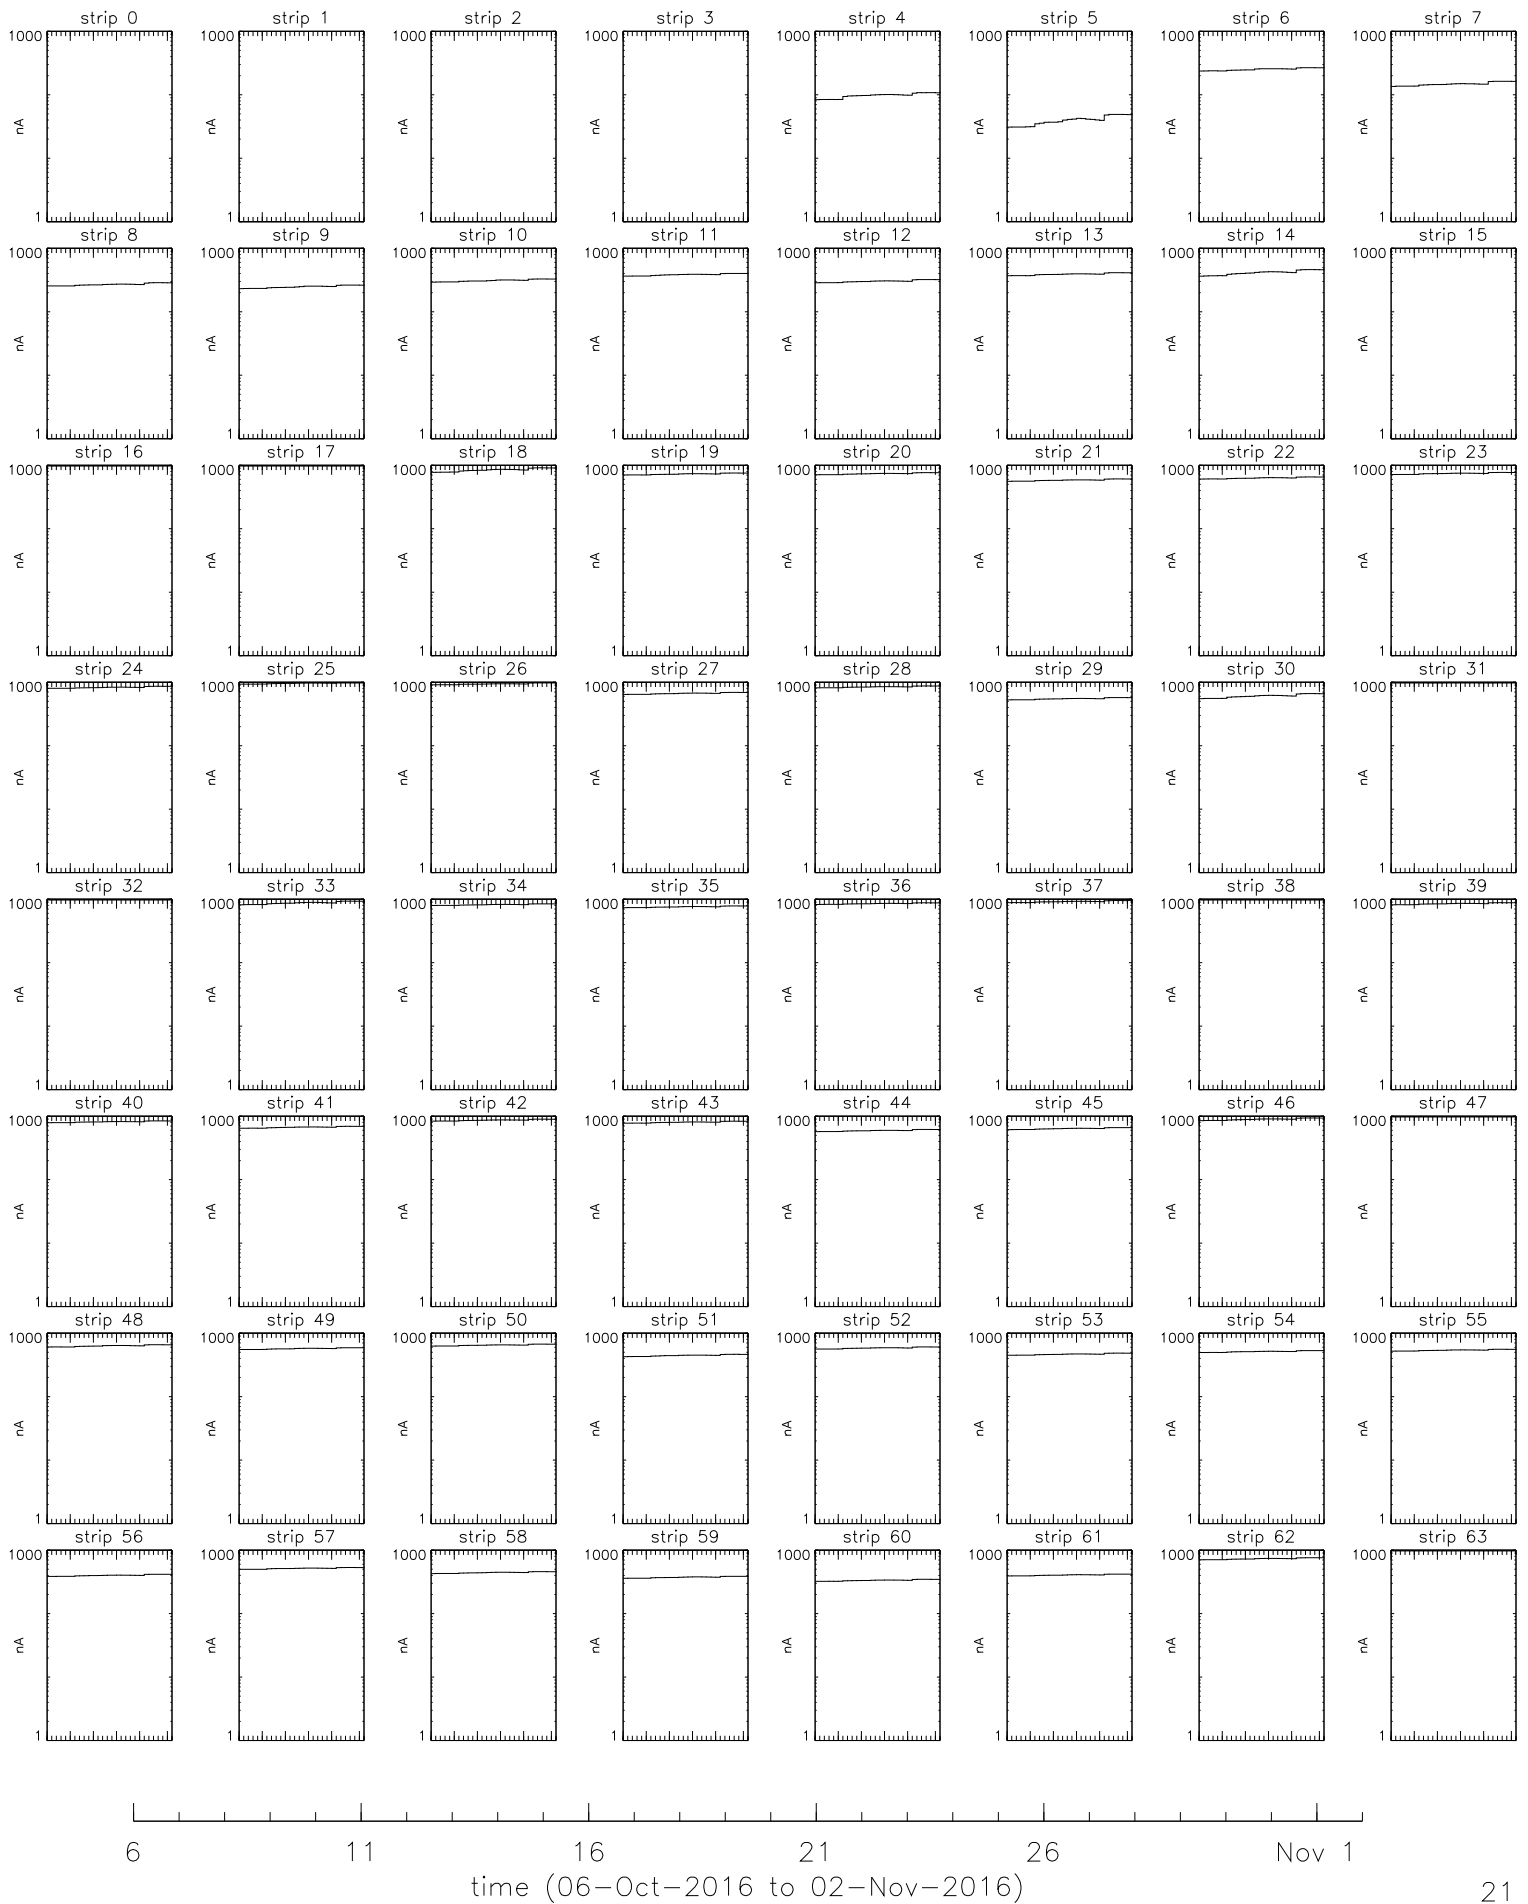 strip 0 strip 1 strip 2 strip 3 strip 4 strip 5 strip 6 strip 7
1000 1000 1000 1000 1000 1000 1000 1000
nA nA nA nA nA nA nA nA
1 1 1 1 1 1 1 1
strip 8 strip 9 strip 10 strip 11 strip 12 strip 13 strip 14 strip 15
1000 1000 1000 1000 1000 1000 1000 1000
nA nA nA nA nA nA nA nA
1 1 1 1 1 1 1 1
strip 16 strip 17 strip 18 strip 19 strip 20 strip 21 strip 22 strip 23
1000 1000 1000 1000 1000 1000 1000 1000
nA nA nA nA nA nA nA nA
1 1 1 1 1 1 1 1
strip 24 strip 25 strip 26 strip 27 strip 28 strip 29 strip 30 strip 31
1000 1000 1000 1000 1000 1000 1000 1000
nA nA nA nA nA nA nA nA
1 1 1 1 1 1 1 1
strip 32 strip 33 strip 34 strip 35 strip 36 strip 37 strip 38 strip 39
1000 1000 1000 1000 1000 1000 1000 1000
nA nA nA nA nA nA nA nA
1 1 1 1 1 1 1 1
strip 40 strip 41 strip 42 strip 43 strip 44 strip 45 strip 46 strip 47
1000 1000 1000 1000 1000 1000 1000 1000
nA nA nA nA nA nA nA nA
1 1 1 1 1 1 1 1
strip 48 strip 49 strip 50 strip 51 strip 52 strip 53 strip 54 strip 55
1000 1000 1000 1000 1000 1000 1000 1000
nA nA nA nA nA nA nA nA
1 1 1 1 1 1 1 1
strip 56 strip 57 strip 58 strip 59 strip 60 strip 61 strip 62 strip 63
1000 1000 1000 1000 1000 1000 1000 1000
nA nA nA nA nA nA nA nA
1 1 1 1 1 1 1 1
6 11 16 21 26 Nov 1
time (06-Oct-2016 to 02-Nov-2016)
21